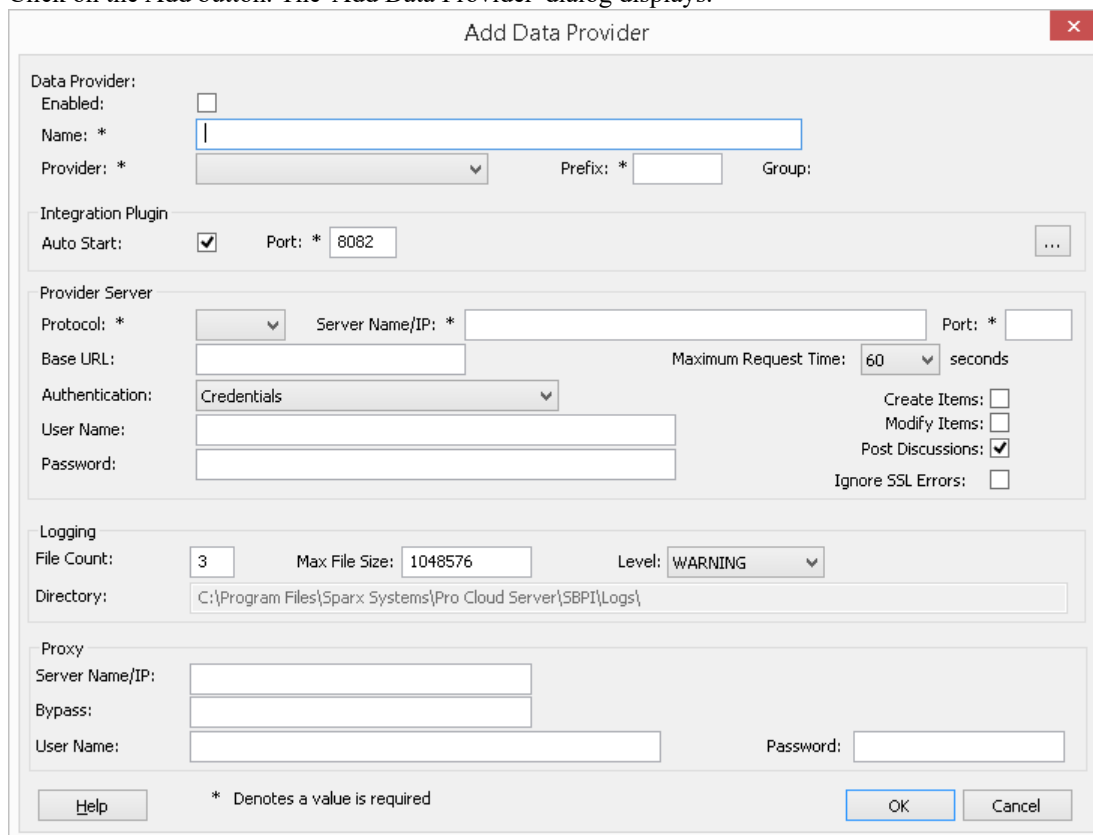 Click on the Add button. The 'Add Data Provider' dialog displays.
Add Data Provider
Data Provider:
Enabled:
Name: *
Provider: * Prefix: * Group:
Integration Plugin
Auto Start: Port: * 8082 ...
Provider Server
Protocol: * Server Name/IP: * Port: *
Base URL: Maximum Request Time: 60 seconds
Authentication: Credentials Create Items:
User Name: Modify Items:
Post Discussions:
Password:
Ignore SSL Errors:
Logging
File Count: 3 Max File Size: 1048576 Level: WARNING
Directory: C:\Program Files\Sparx Systems\Pro Cloud Server\SBPI\Logs\
Proxy
Server Name/IP:
Bypass:
User Name: Password:
Help * Denotes a value is required OK Cancel